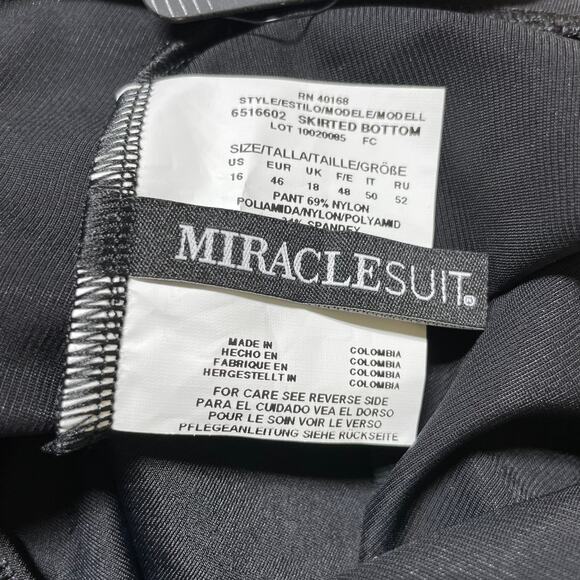 RN 40168
STYLE/ESTILO/MODELE/MODELL
6516602 SKIRTED BOTTOM
LOT 10020085 FC
SIZE/TALLA/TAILLE/GRÖßE
US EUR UK F/E IT RU
16 46 18 48 50 52
PANT 69% NYLON
POLIAMIDA/NYLON/POLYAMID
31% SPANDEX
MIRACLESUIT®
MADE IN COLOMBIA
HECHO EN COLOMBIA
FABRIQUE EN COLOMBIA
HERGESTELLT IN COLOMBIA
FOR CARE SEE REVERSE SIDE
PARA EL CUIDADO VEA EL DORSO
POUR LE SOIN VOIR LE VERSO
PFLEGEANLEITUNG SIEHE RUCKSEITE